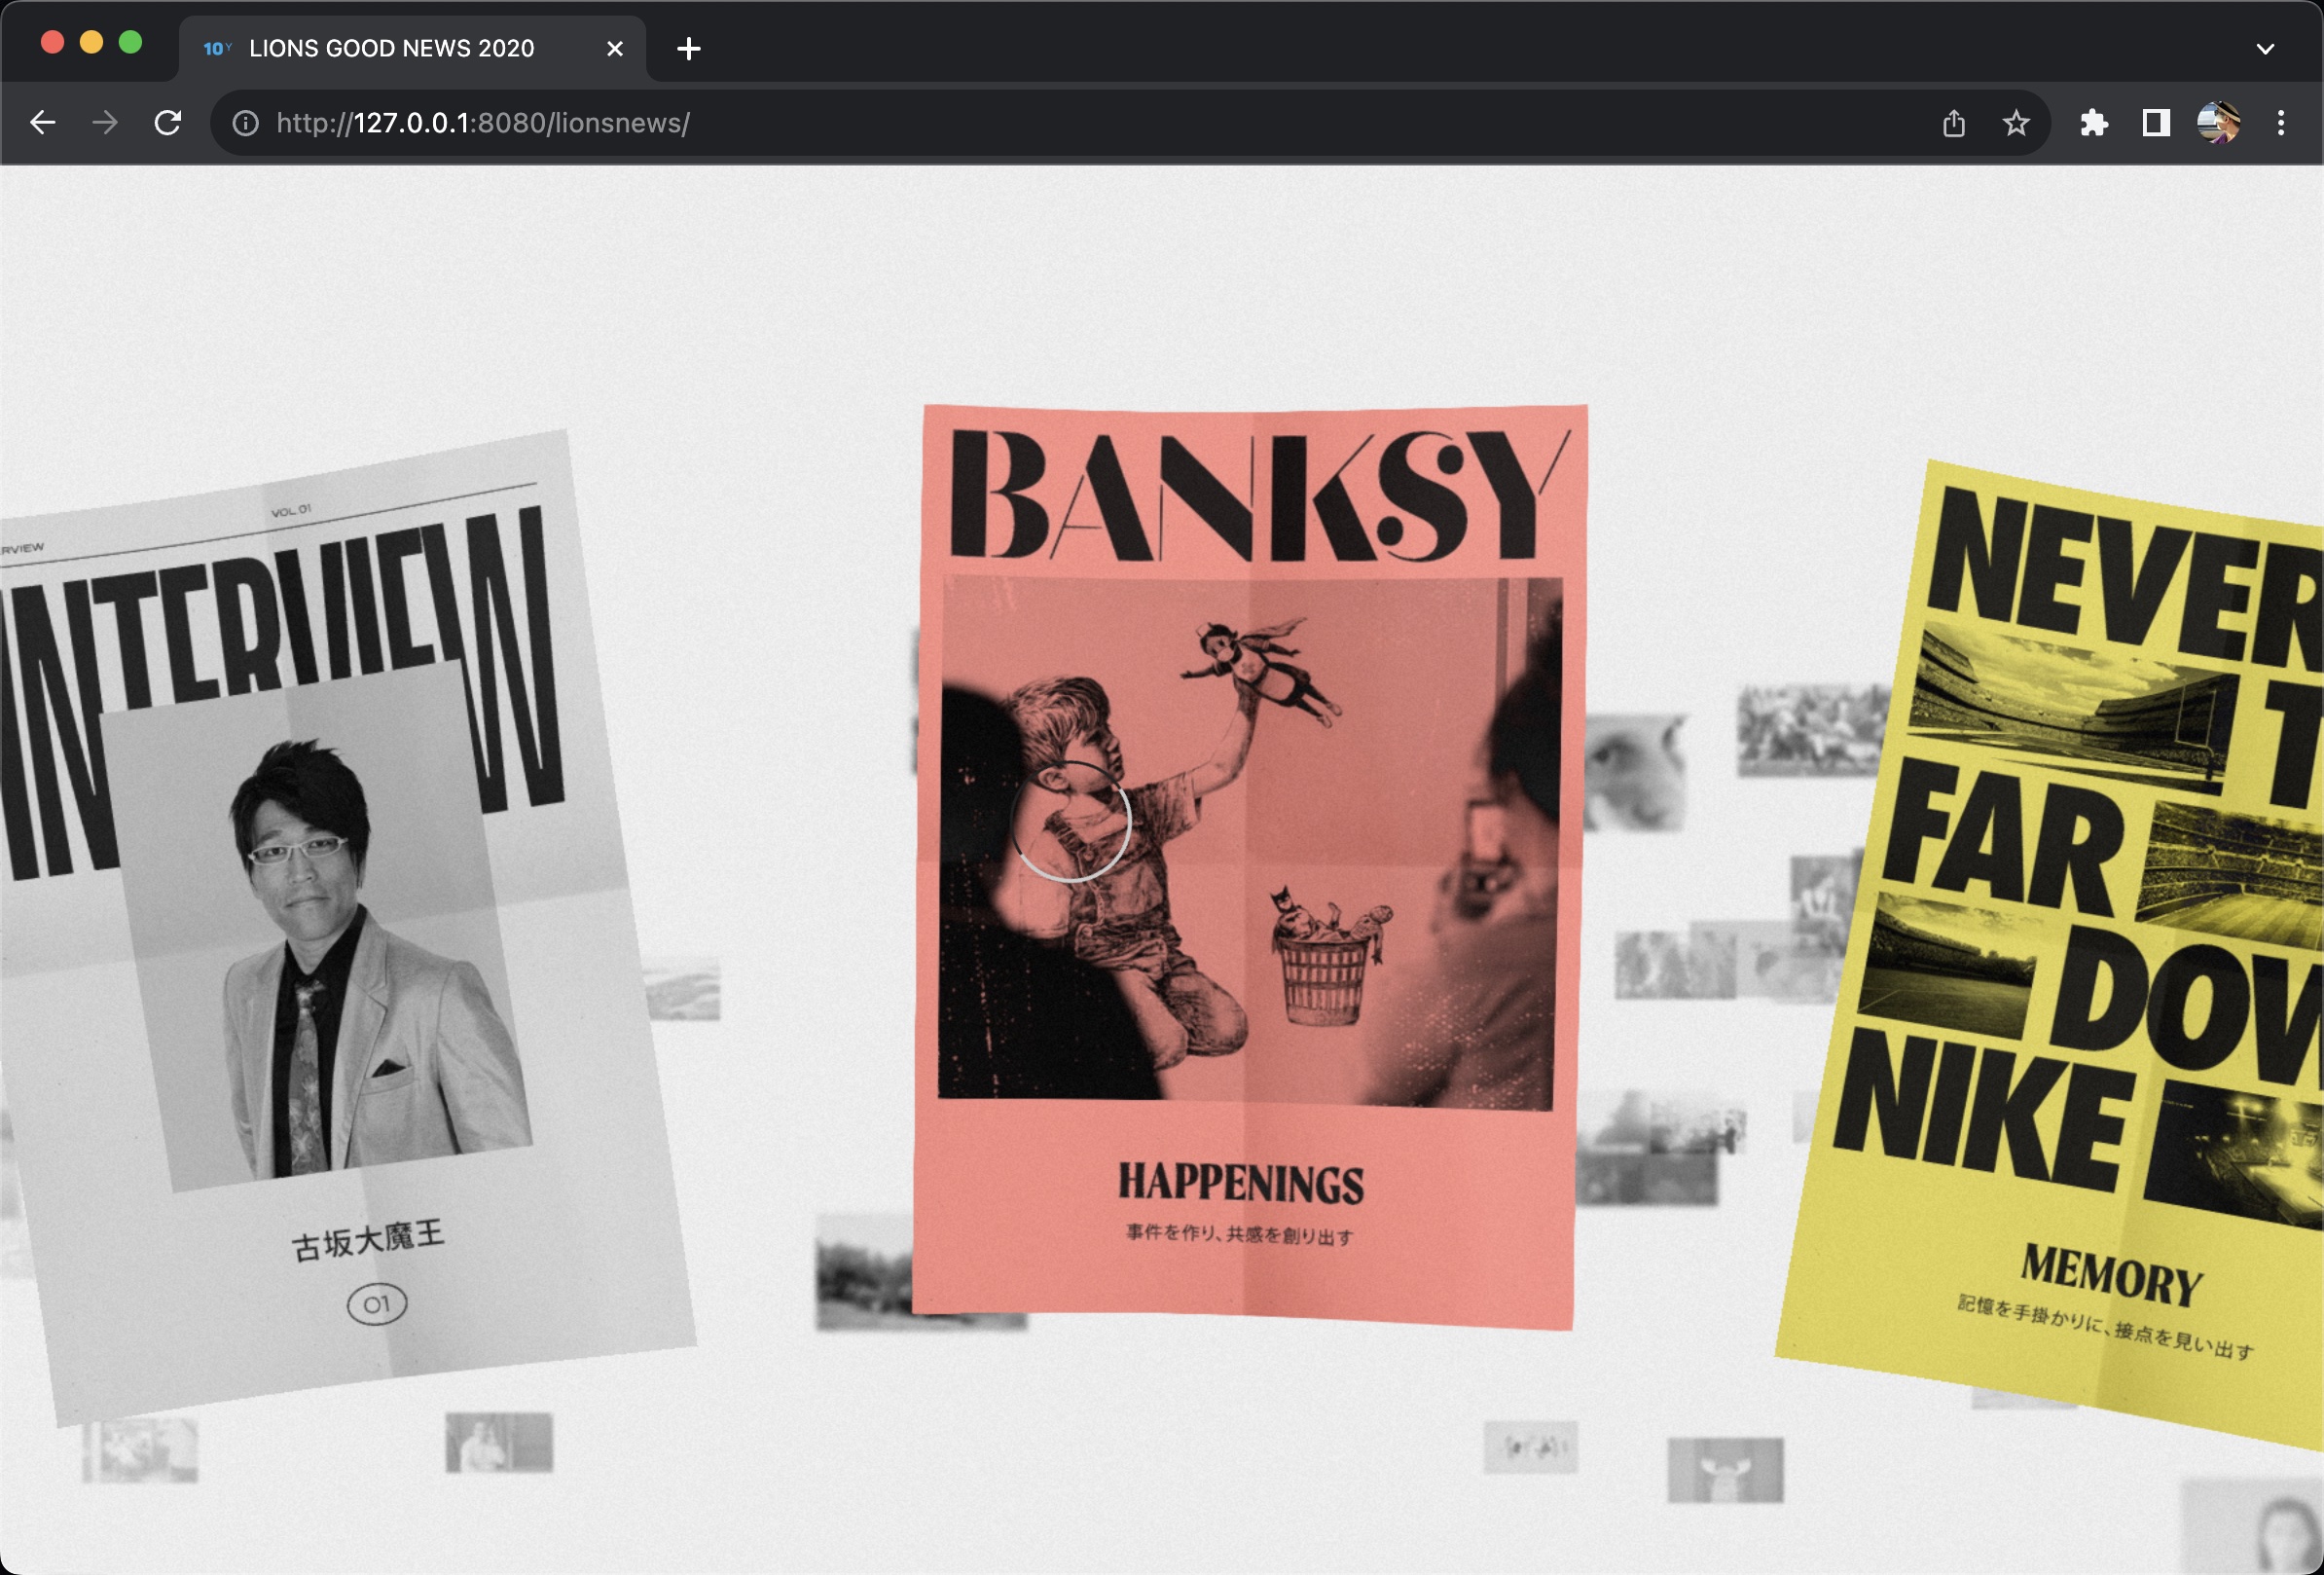 10Y LIONS GOOD NEWS 2020
http://127.0.0.1:8080/lionsnews/
RVIEW
VOL.01
INTERVIEW
古坂大魔王
01
BANKSY
HAPPENINGS
事件を作り、共感を創り出す
NEVER
T
FAR
DOW
NIKE
MEMORY
記憶を手掛かりに、接点を見い出す